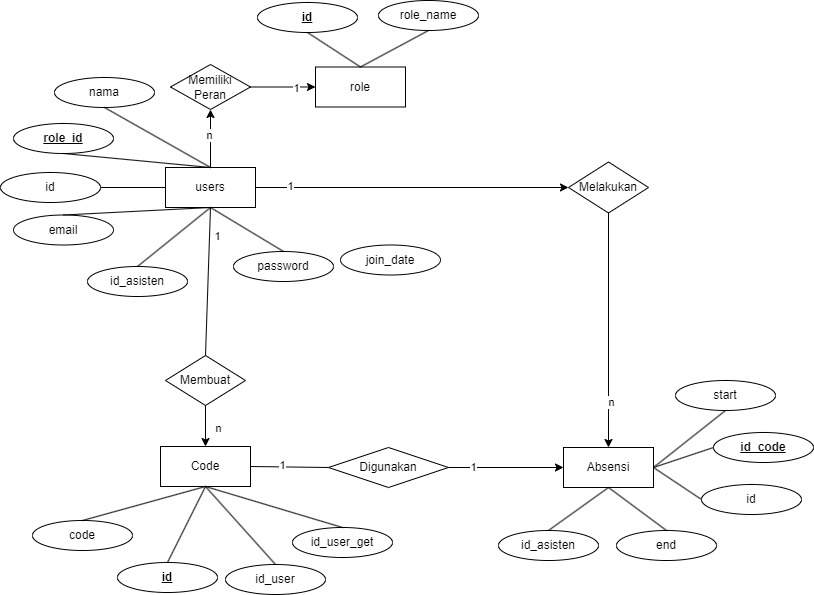 id
role_name
Memiliki
Peran
1
role
nama
n
role_id
id
users
1
Melakukan
email
1
id_asisten
password
join_date
Membuat
n
n
start
id_code
Code
1
Digunakan
1
Absensi
id
code
id_user_get
id_asisten
end
id
id_user